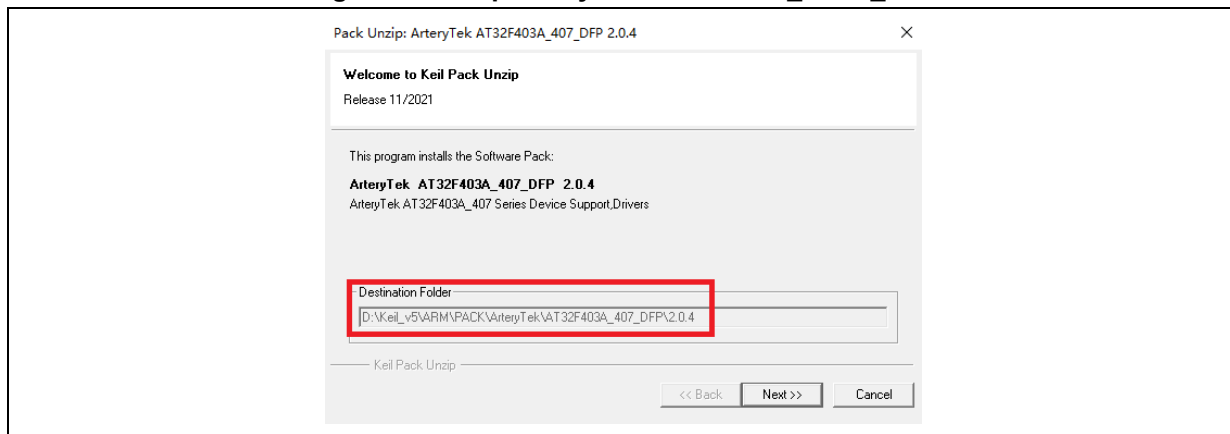 Pack Unzip: ArteryTek AT32F403A_407_DFP 2.0.4
Welcome to Keil Pack Unzip
Release 11/2021
This program installs the Software Pack:
ArteryTek AT32F403A_407_DFP 2.0.4
ArteryTek AT32F403A_407 Series Device Support,Drivers
Destination Folder
D:\Keil_v5\ARM\PACK\ArteryTek\AT32F403A_407_DFP\2.0.4
Keil Pack Unzip
<< Back Next >> Cancel